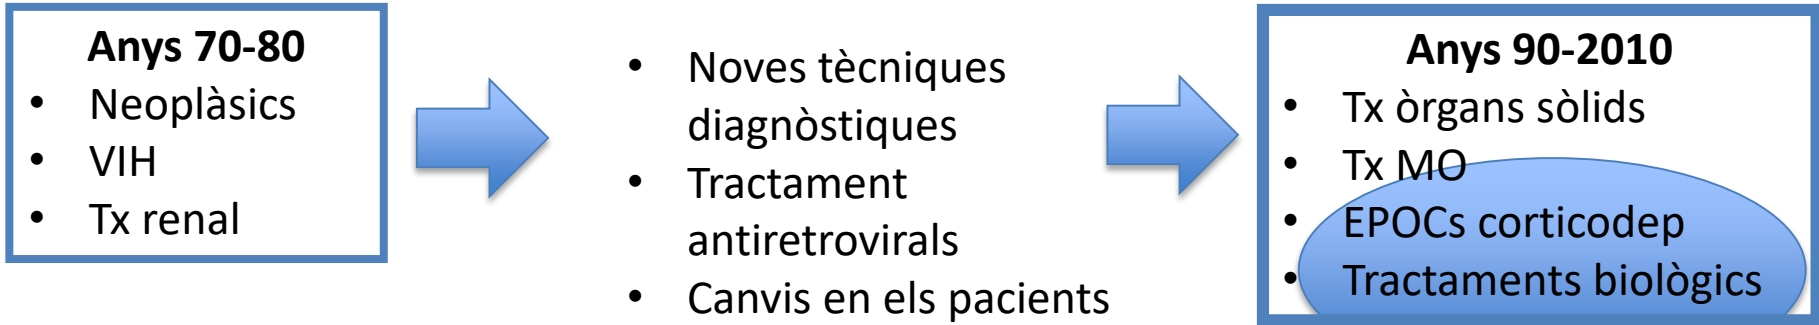 Anys 70-80
• Neoplàsics
• VIH
• Tx renal
• Noves tècniques
diagnòstiques
• Tractament
antiretrovirals
• Canvis en els pacients
Anys 90-2010
• Tx òrgans sòlids
• Tx MO
• EPOCs corticodep
• Tractaments biològics